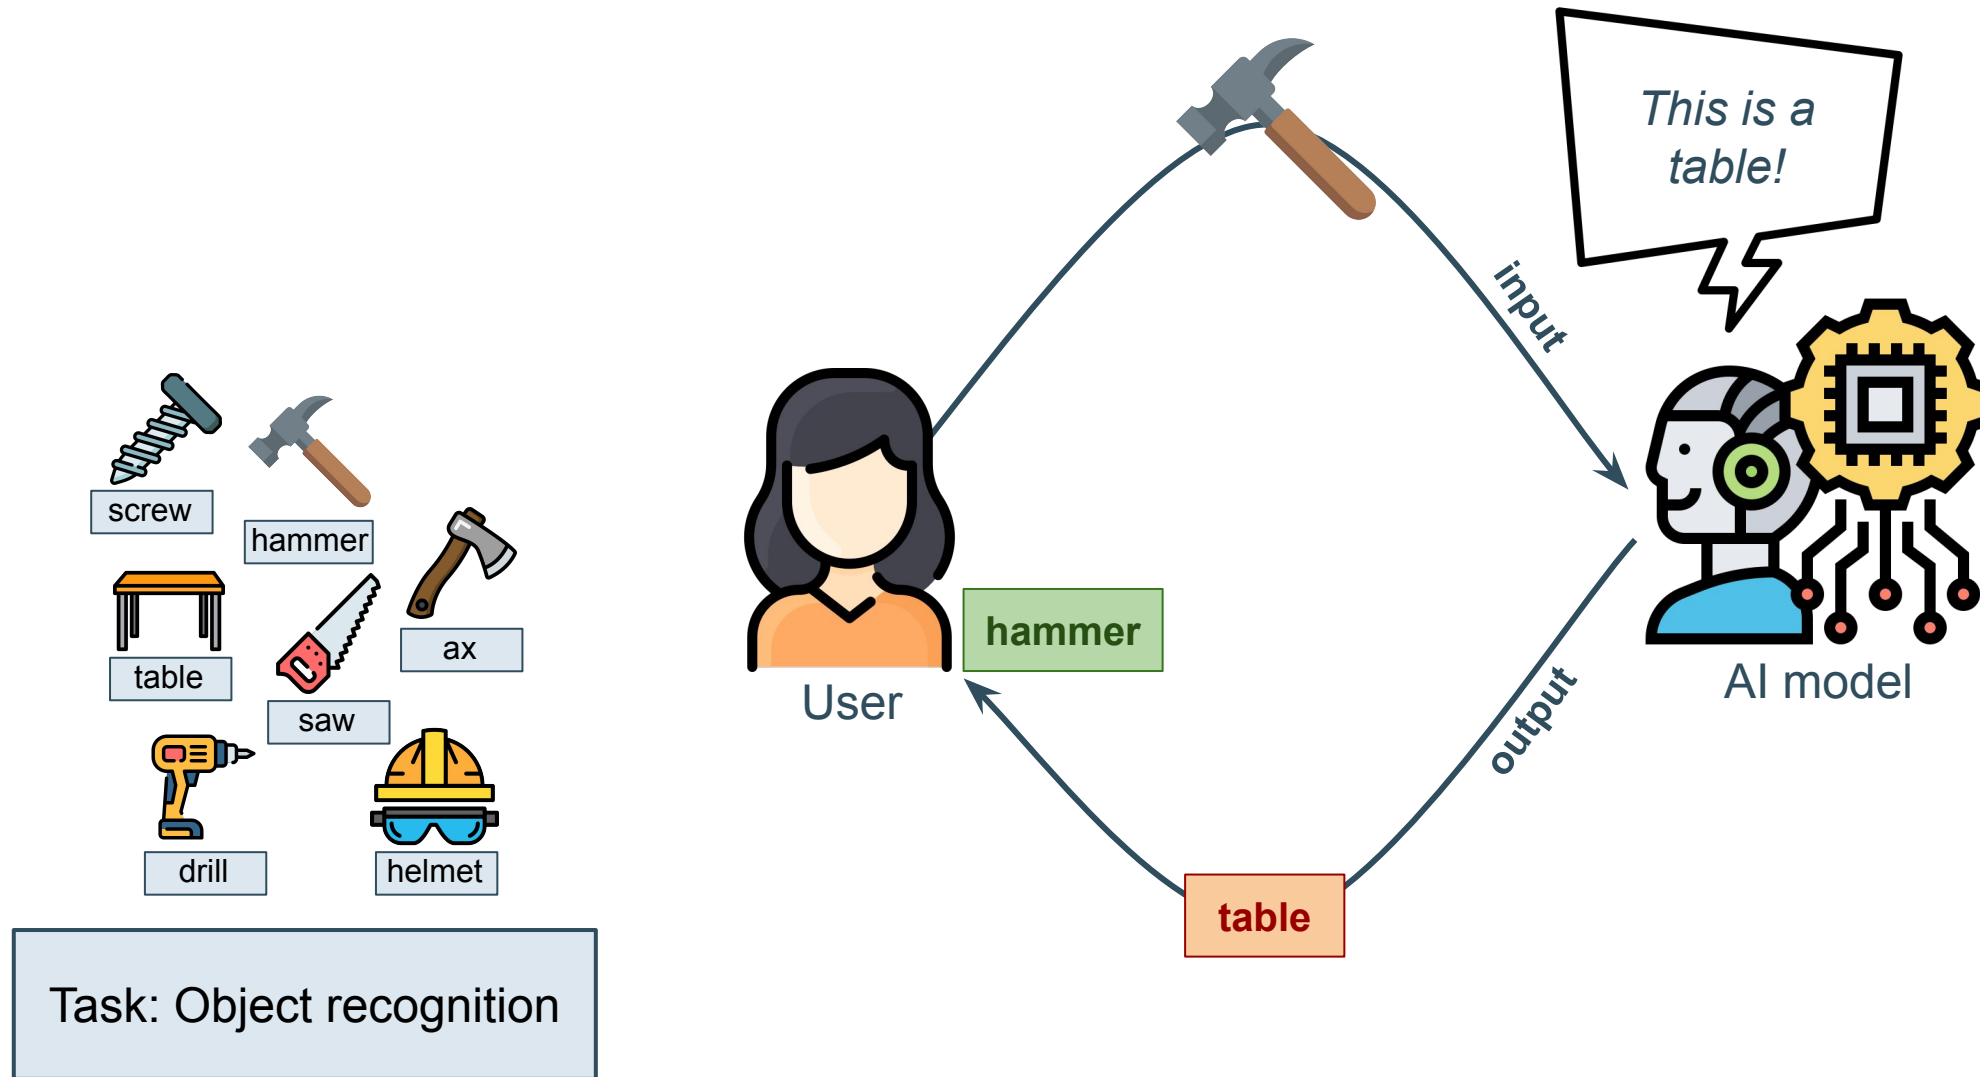 screw
hammer
ax
table
saw
drill
helmet
Task: Object recognition
User
hammer
input
This is a
table!
AI model
output
table